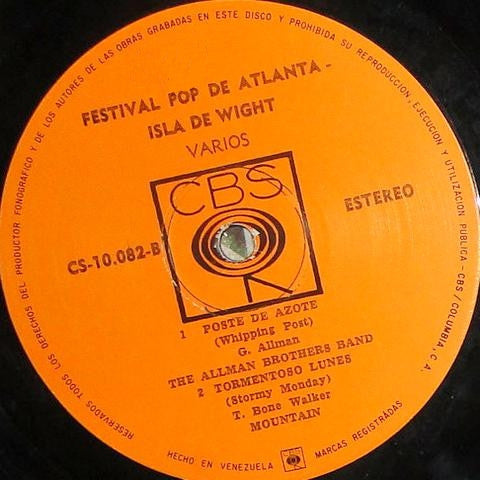 RESERVADOS TODOS LOS DERECHOS DEL PRODUCTOR FONOGRAFICO Y DE LOS AUTORES DE LAS OBRAS GRABADAS EN ESTE DISCO Y PROHIBIDA SU REPRODUCCION, EJECUCION Y UTILIZACION PUBLICA - CBS / COLUMBIA, C. A.
FESTIVAL POP DE ATLANTA -
ISLA DE WIGHT
VARIOS
CBS
ESTEREO
CS-10.082-B
1 POSTE DE AZOTE
(Whipping Post)
G. Allman
THE ALLMAN BROTHERS BAND
2 TORMENTOSO LUNES
(Stormy Monday)
T. Bone Walker
MOUNTAIN
HECHO EN VENEZUELA
MARCAS REGISTRADAS